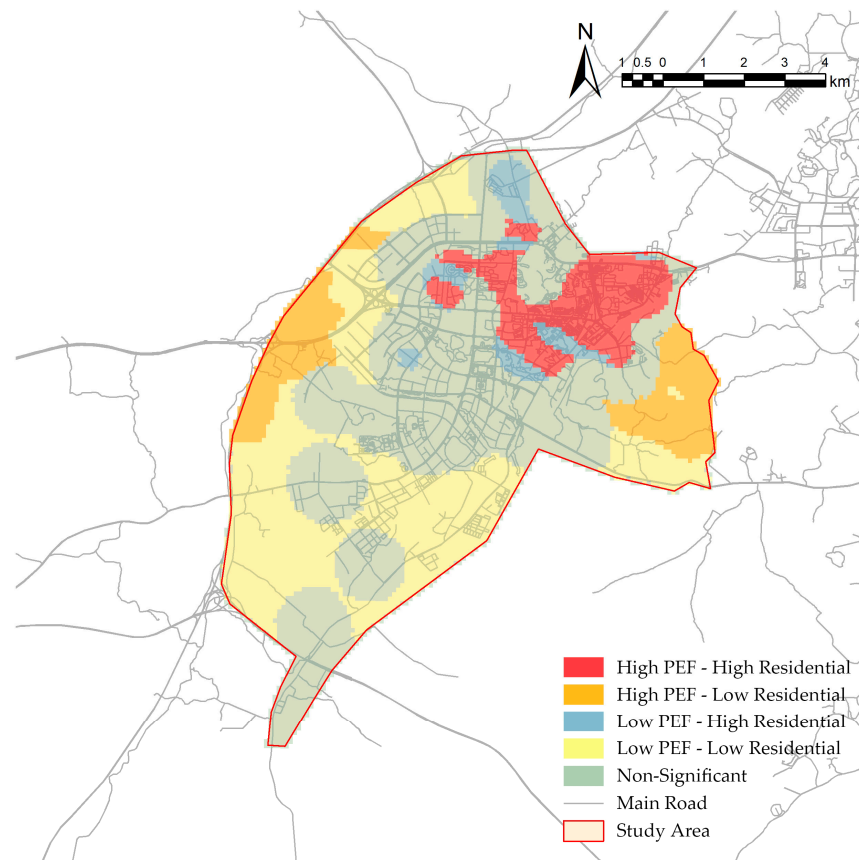 N
1 0.5 0 1 2 3 4
km
High PEF - High Residential
High PEF - Low Residential
Low PEF - High Residential
Low PEF - Low Residential
Non-Significant
Main Road
Study Area